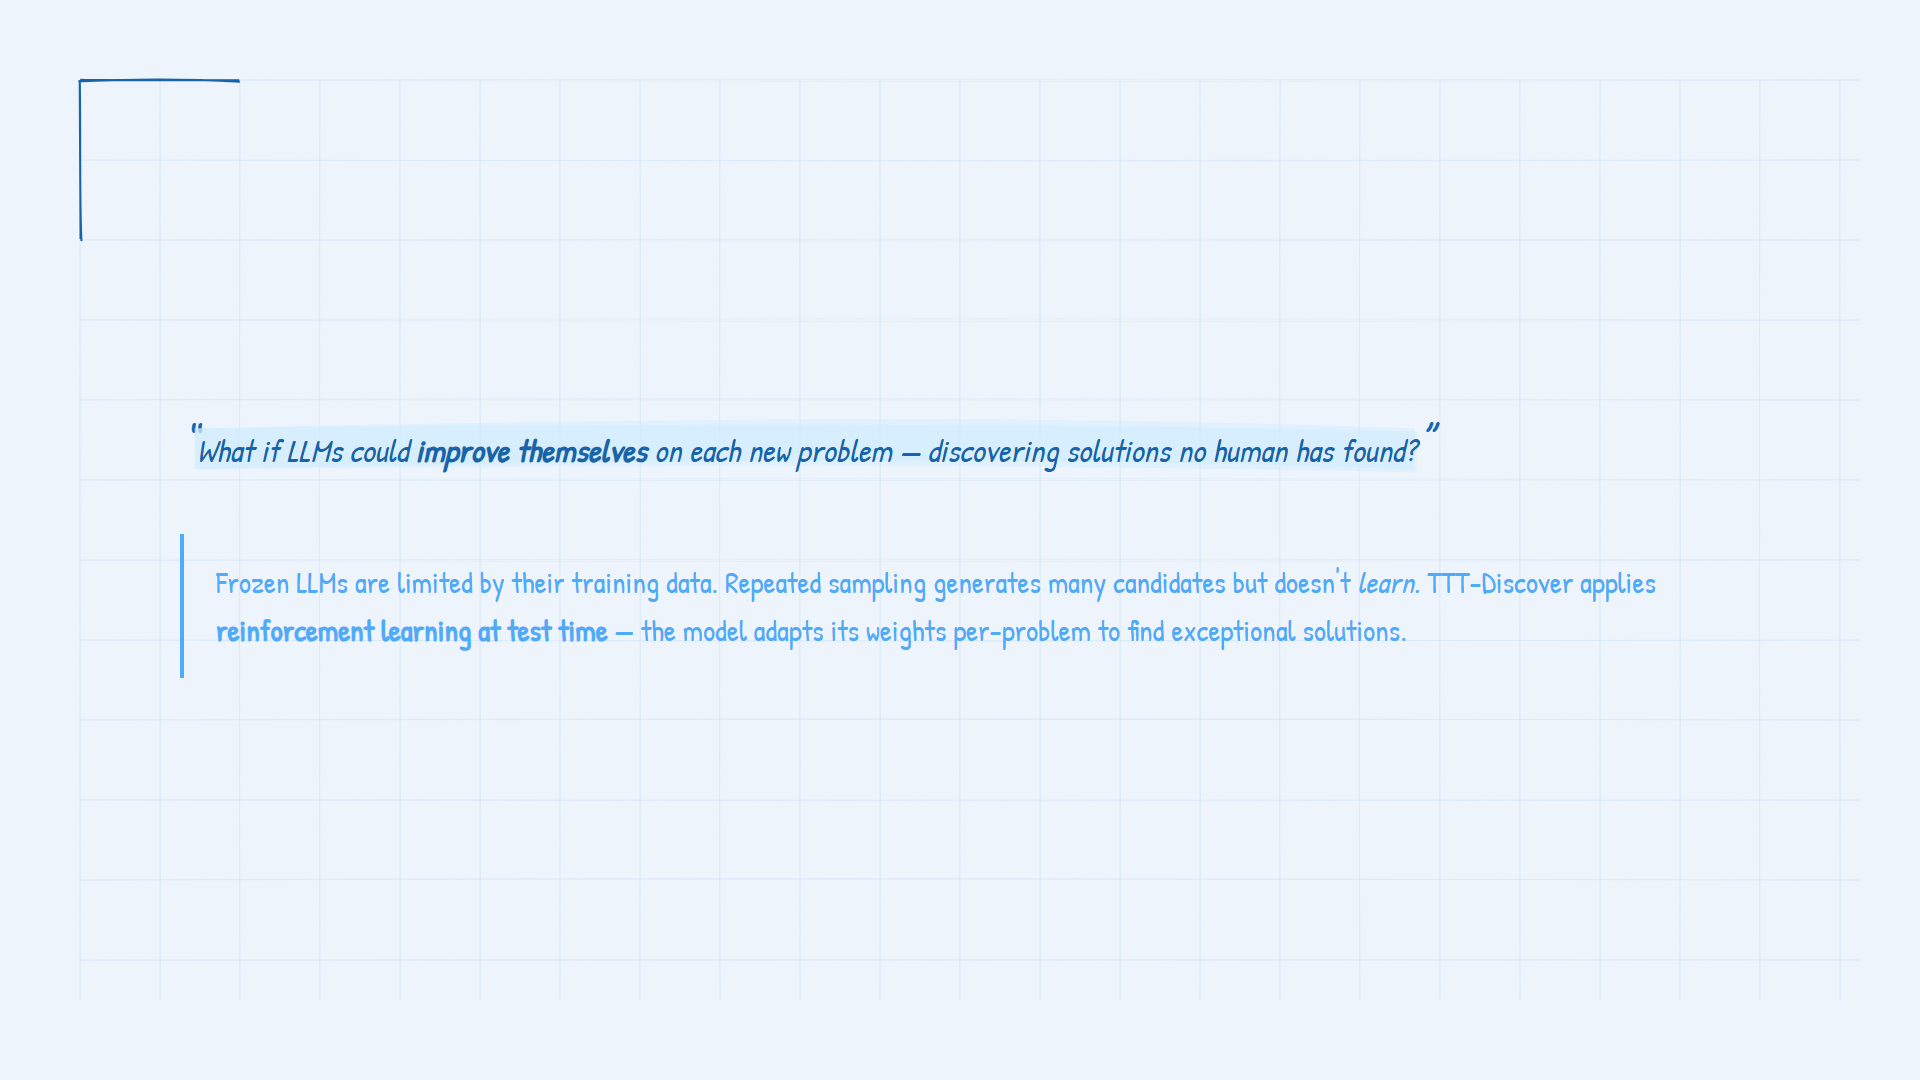 “What if LLMs could improve themselves on each new problem — discovering solutions no human has found?”
Frozen LLMs are limited by their training data. Repeated sampling generates many candidates but doesn't learn. TTT-Discover applies
reinforcement learning at test time — the model adapts its weights per-problem to find exceptional solutions.